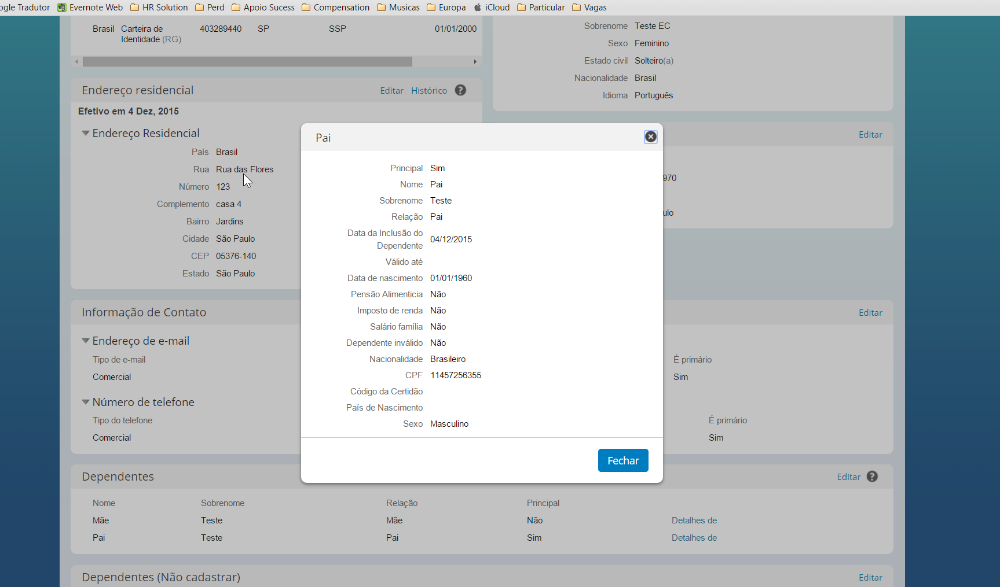 ogle Tradutor Evernote Web HR Solution Perd Apoio Sucess Compensation Musicas Europa iCloud Particular Vagas
Brasil Carteira de Identidade (RG) 403289440 SP SSP 01/01/2000
Sobrenome Teste EC
Sexo Feminino
Estado civil Solteiro(a)
Nacionalidade Brasil
Idioma Português
Endereço residencial Editar Histórico ?
Efetivo em 4 Dez, 2015
Endereço Residencial
País Brasil
Rua Rua das Flores
Número 123
Complemento casa 4
Bairro Jardins
Cidade São Paulo
CEP 05376-140
Estado São Paulo
Editar
970
ulo
Pai
Principal Sim
Nome Pai
Sobrenome Teste
Relação Pai
Data da Inclusão do
Dependente 04/12/2015
Válido até
Data de nascimento 01/01/1960
Pensão Alimenticia Não
Imposto de renda Não
Salário família Não
Dependente inválido Não
Nacionalidade Brasileiro
CPF 11457256355
Código da Certidão
País de Nascimento
Sexo Masculino
Fechar
Informação de Contato Editar
Endereço de e-mail
Tipo de e-mail É primário
Comercial Sim
Número de telefone
Tipo do telefone É primário
Comercial Sim
Dependentes Editar ?
Nome Sobrenome Relação Principal
Mãe Teste Mãe Não Detalhes de
Pai Teste Pai Sim Detalhes de
Dependentes (Não cadastrar) Editar